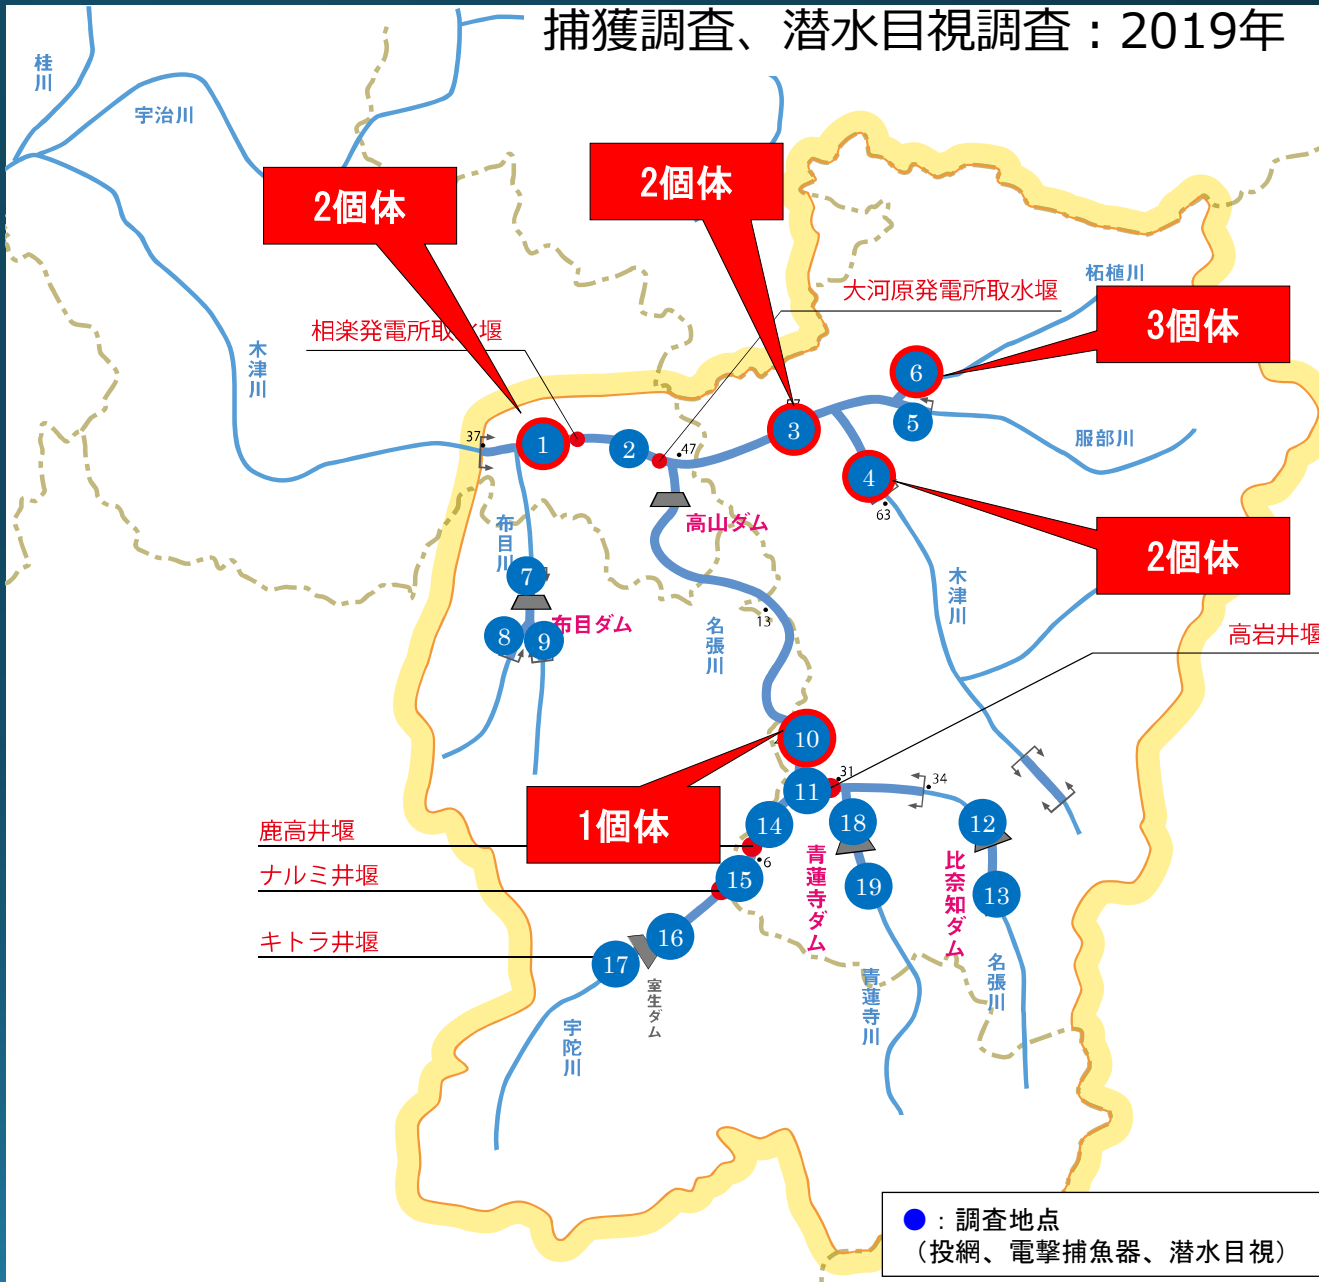 捕獲調査、潜水目視調査：2019年
桂川
宇治川
2個体
2個体
柘植川
大河原発電所取水堰
3個体
相楽発電所取水堰
木津川
6
5
3
服部川
37
1
2
47
4
63
高山ダム
2個体
布目川
7
木津川
13
布目ダム
8
9
名張川
高岩井堰
10
31
34
11
1個体
14
18
12
鹿高井堰
6
青蓮寺ダム
比奈知ダム
ナルミ井堰
15
19
13
キトラ井堰
16
17
室生ダム
青蓮寺川
名張川
宇陀川
●：調査地点
（投網、電撃捕魚器、潜水目視）